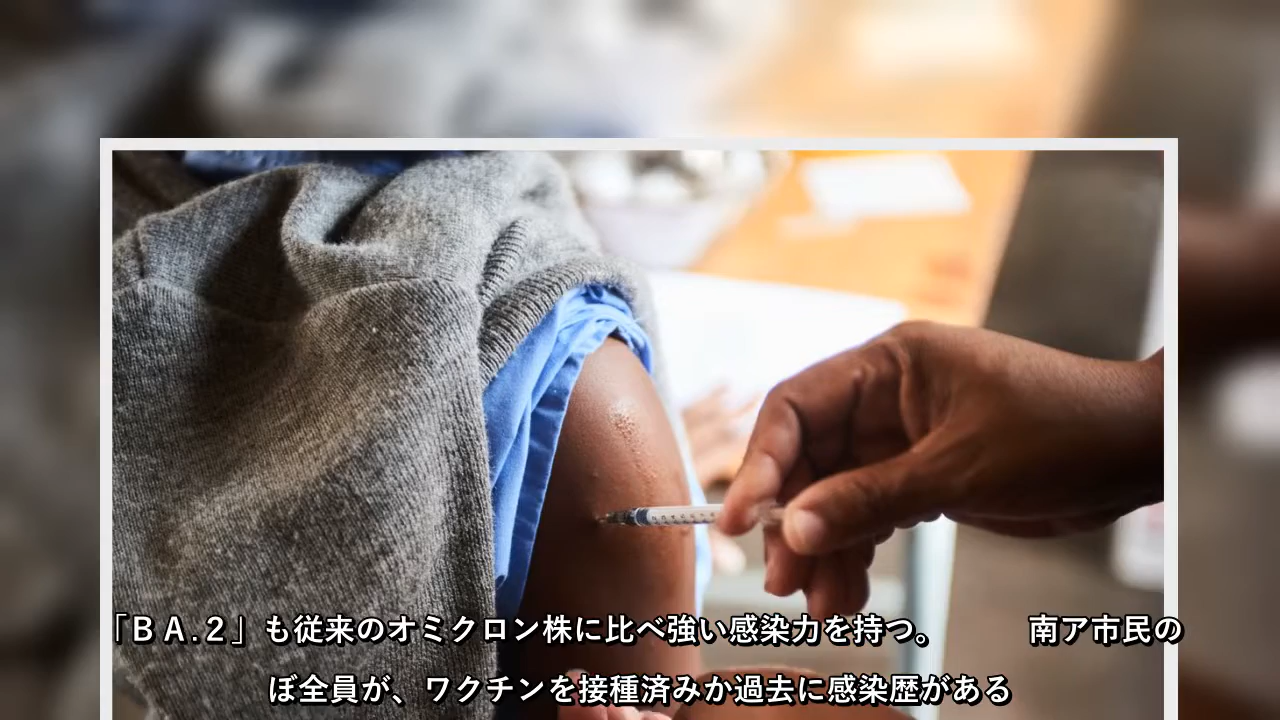 「ＢＡ.２」も従来のオミクロン株に比べ強い感染力を持つ。　　　南ア市民の
ぼ全員が、ワクチンを接種済みか過去に感染歴がある